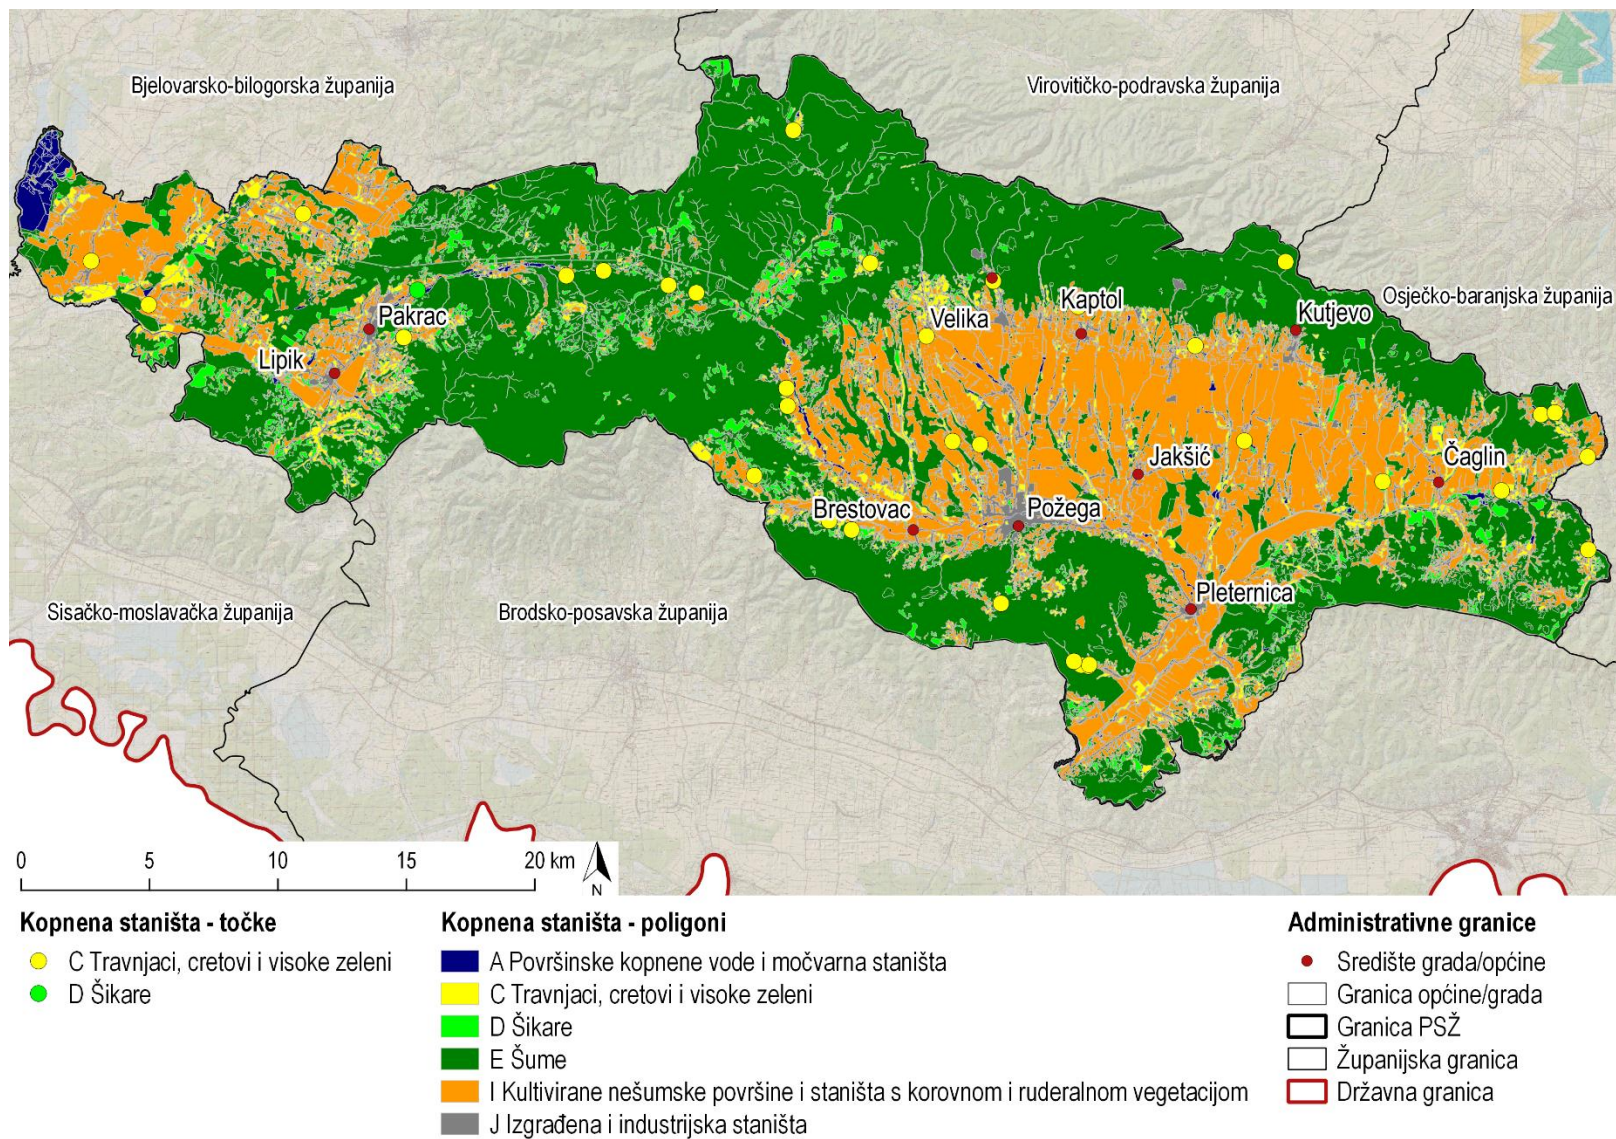 Bjelovarsko-bilogorska županija
Virovitičko-podravska županija
Osječko-baranjska županija
Kaptol
Kutjevo
Velika
Pakrac
Lipik
Čaglin
Jakšić
Brestovac
Požega
Pleternica
Sisačko-moslavačka županija
Brodsko-posavska županija
0 5 10 15 20 km
N
Kopnena staništa - točke
C Travnjaci, cretovi i visoke zeleni
D Šikare
Kopnena staništa - poligoni
A Površinske kopnene vode i močvarna staništa
C Travnjaci, cretovi i visoke zeleni
D Šikare
E Šume
I Kultivirane nešumske površine i staništa s korovnom i ruderalnom vegetacijom
J Izgrađena i industrijska staništa
Administrativne granice
Središte grada/općine
Granica općine/grada
Granica PSŽ
Županijska granica
Državna granica